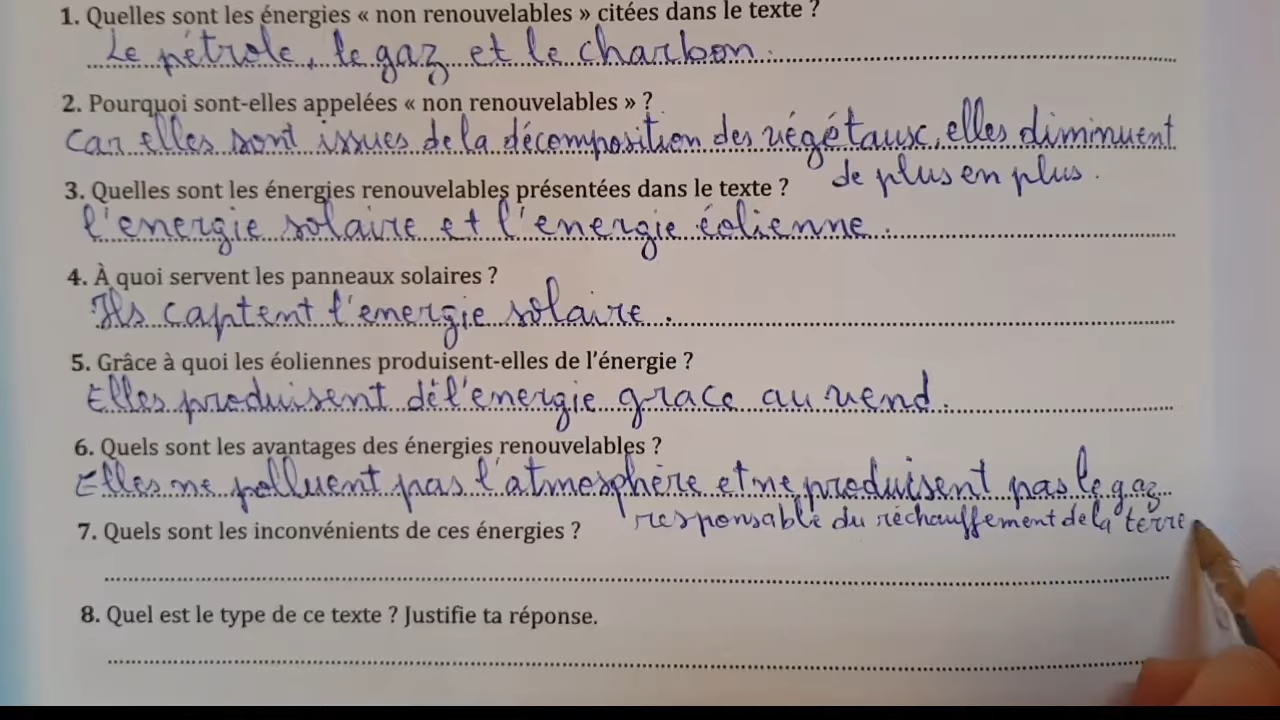 1. Quelles sont les énergies « non renouvelables » citées dans le texte ?
Le pétrole, le gaz et le charbon.
2. Pourquoi sont-elles appelées « non renouvelables » ?
Car elles sont issues de la décomposition des végétaux, elles diminuent
de plus en plus.
3. Quelles sont les énergies renouvelables présentées dans le texte ?
l'energie solaire et l'energie éolienne.
4. À quoi servent les panneaux solaires ?
Ils captent l'energie solaire.
5. Grâce à quoi les éoliennes produisent-elles de l'énergie ?
Elles produisent de l'energie grace au vend.
6. Quels sont les avantages des énergies renouvelables ?
Elles ne polluent pas l'atmosphère et ne produisent pas le gaz
responsable du réchauffement de la terre
7. Quels sont les inconvénients de ces énergies ?
8. Quel est le type de ce texte ? Justifie ta réponse.